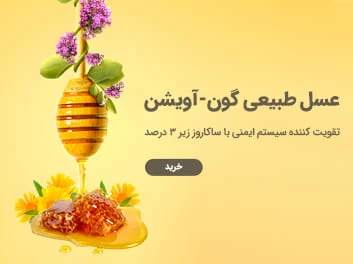 عسل طبیعی گون-آویشن
تقویت کننده سیستم ایمنی با ساکاروز زیر ۳ درصد
خرید